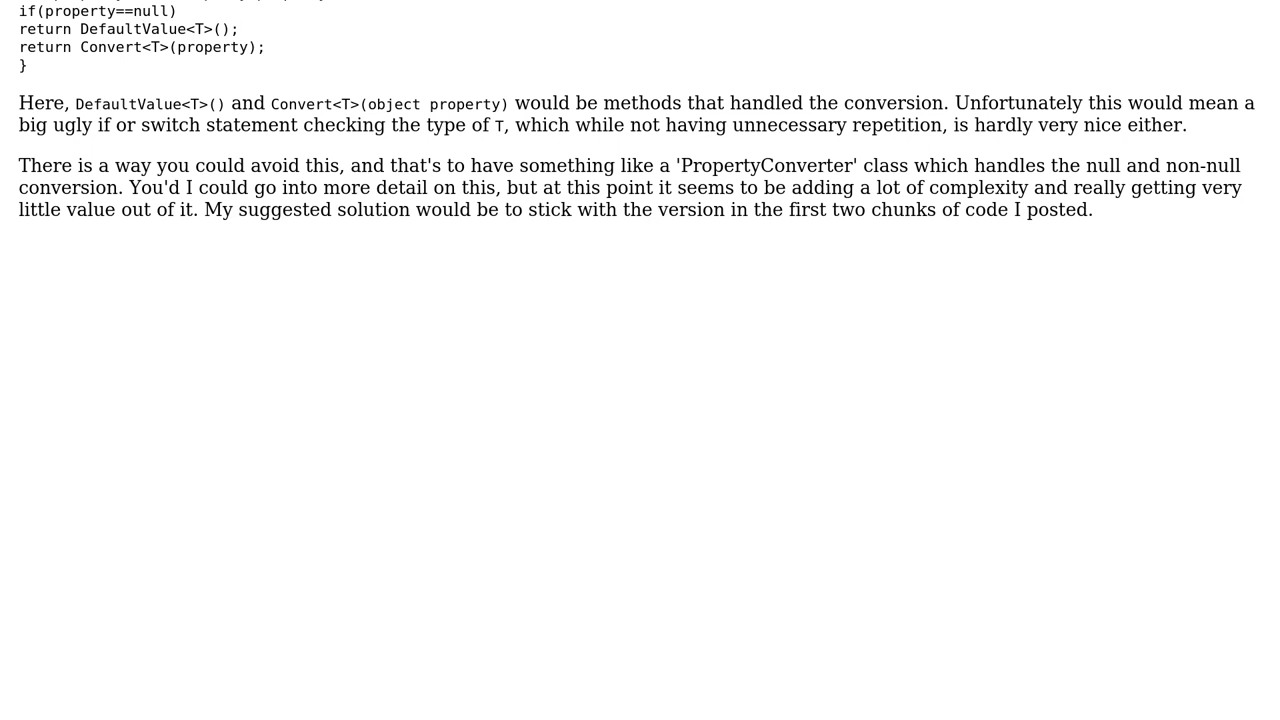 if(property==null)
return DefaultValue<T>();
return Convert<T>(property);
}
Here, DefaultValue<T>() and Convert<T>(object property) would be methods that handled the conversion. Unfortunately this would mean a
big ugly if or switch statement checking the type of T, which while not having unnecessary repetition, is hardly very nice either.
There is a way you could avoid this, and that's to have something like a 'PropertyConverter' class which handles the null and non-null
conversion. You'd I could go into more detail on this, but at this point it seems to be adding a lot of complexity and really getting very
little value out of it. My suggested solution would be to stick with the version in the first two chunks of code I posted.